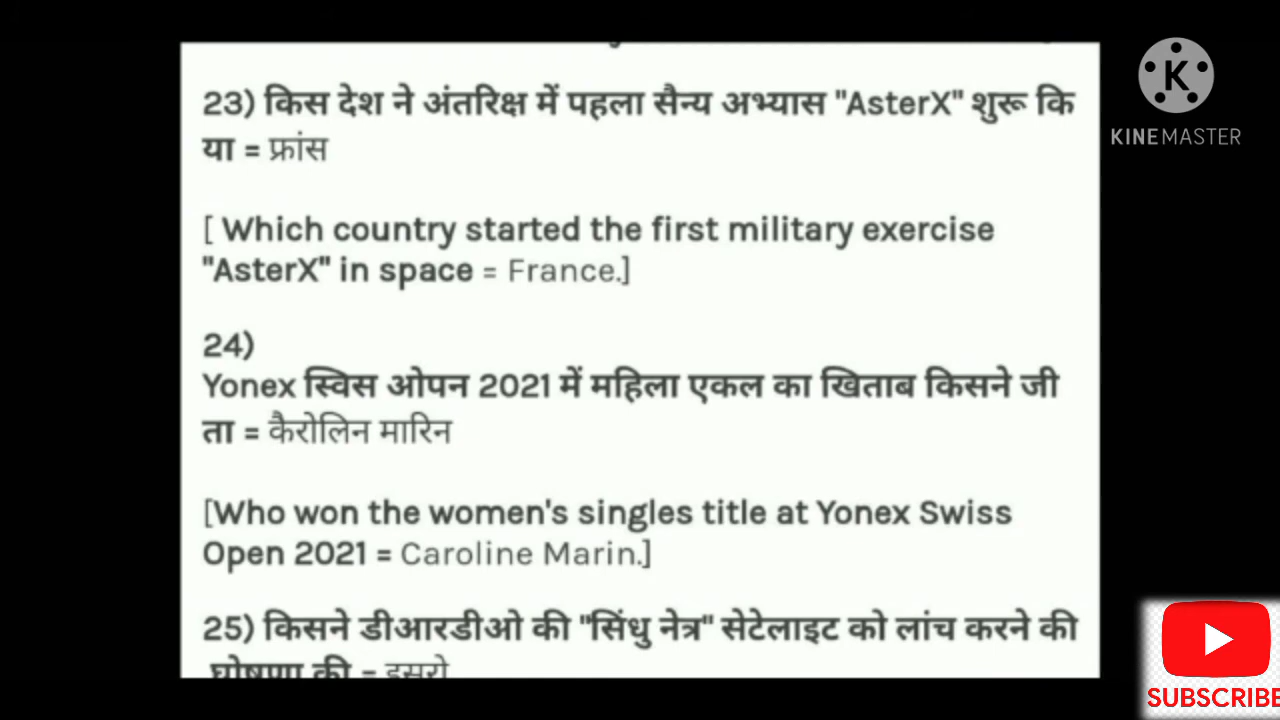 23) किस देश ने अंतरिक्ष में पहला सैन्य अभ्यास "AsterX" शुरू कि
या = फ्रांस
[ Which country started the first military exercise
"AsterX" in space = France.]
24)
Yonex स्विस ओपन 2021 में महिला एकल का खिताब किसने जी
ता = कैरोलिन मारिन
[Who won the women's singles title at Yonex Swiss
Open 2021 = Caroline Marin.]
25) किसने डीआरडीओ की "सिंधु नेत्र" सेटेलाइट को लांच करने की
घोषणा की – इसरो
K
KINEMASTER
SUBSCRIBE